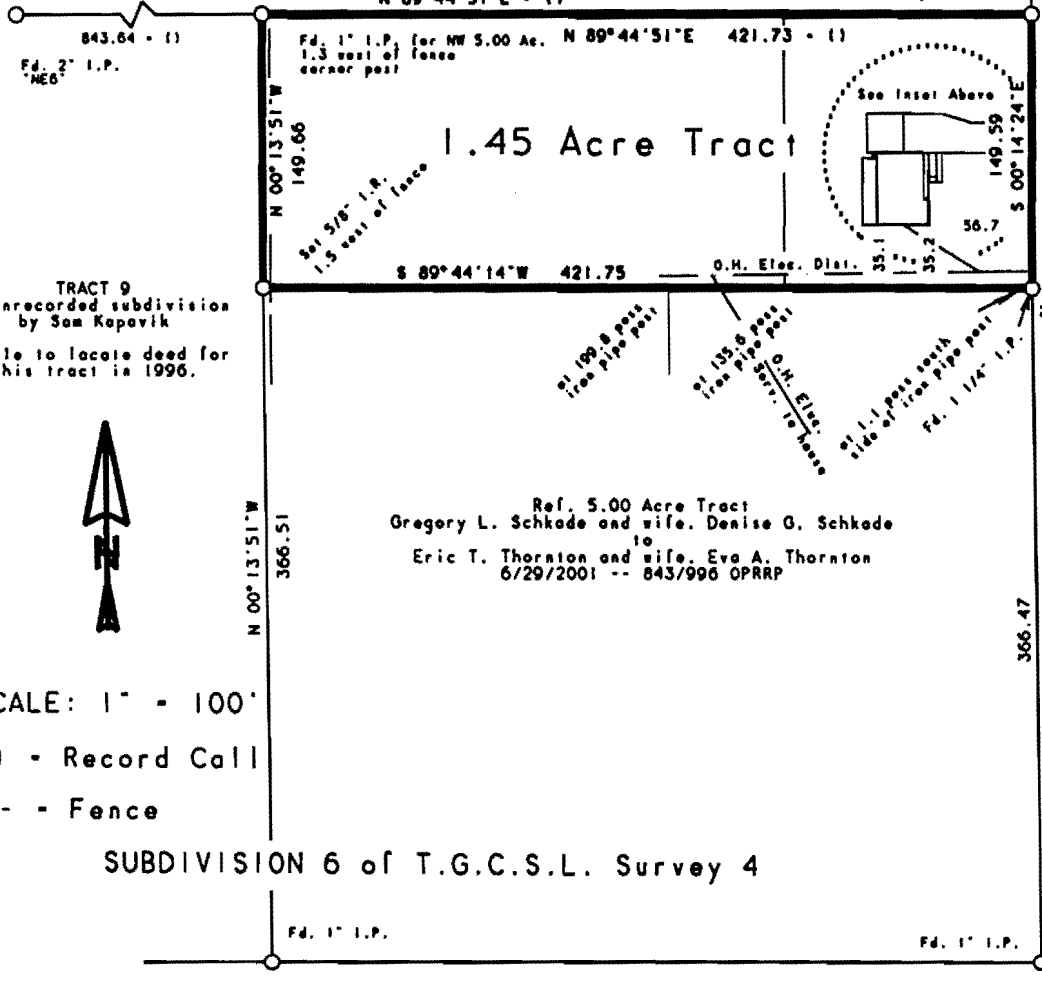 843.64 - ()
Fd. 2" I.P.
"NE6"
Fd. 1" I.P. for NW 5.00 Ac.
1.3 west of fence
corner post
N 89°44'51"E 421.73 - ()
See Inset Above
N 00°13'51"W
149.66
1.45 Acre Tract
149.59
S 00°14'24"E
Set 5/8" I.R.
1.5 west of fence
56.7
35.1
35.2
S 89°44'14"W 421.75
O.H. Elec. Dist.
TRACT 9
nrecorded subdivision
by Sam Kapavik
le to locate deed for
his tract in 1996.
at 199.8 pass
iron pipe post
at 135.6 pass
iron pipe post
O.H. Elec.
Serv. to house
at 1.1 pass south
side of iron pipe post
Fd. 1 1/4" I.P.
N
N 00°13'51"W
366.51
Ref. 5.00 Acre Tract
Gregory L. Schkade and wife. Denise G. Schkade
to
Eric T. Thornton and wife. Eva A. Thornton
6/29/2001 -- 843/996 OPRRP
366.47
CALE: 1" - 100'
) - Record Call
- - Fence
SUBDIVISION 6 of T.G.C.S.L. Survey 4
Fd. 1" I.P.
Fd. 1" I.P.